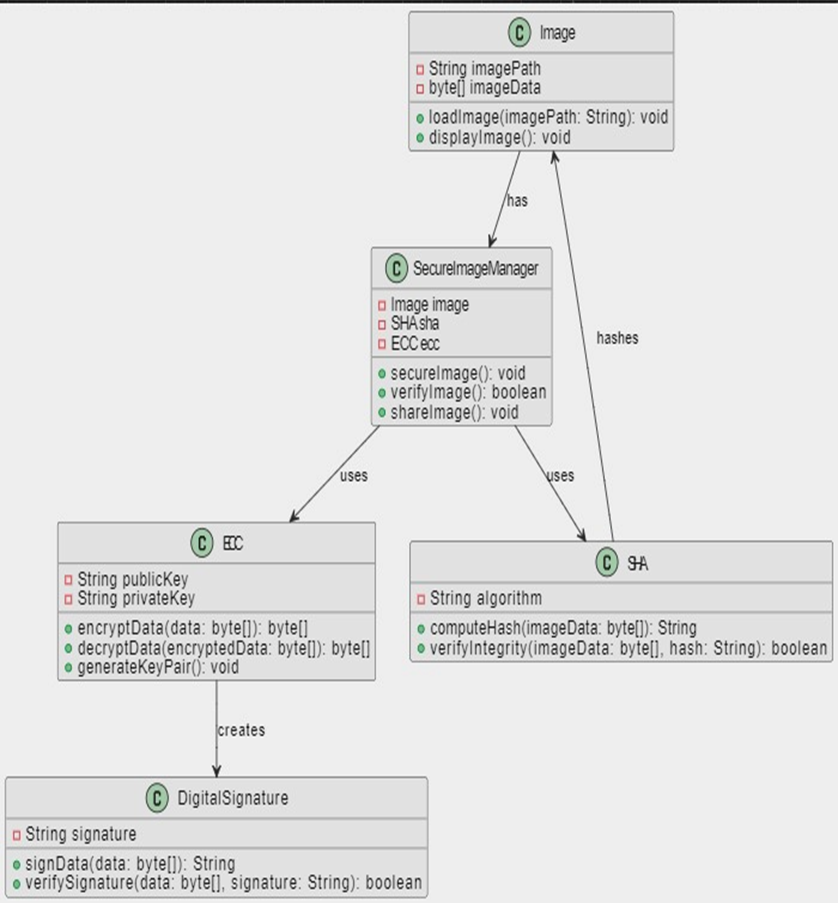 C Image
String imagePath
byte[] imageData
loadImage(imagePath: String): void
displayImage(): void
has
C SecureImageManager
Image image
SHA sha
ECC ecc
secureImage(): void
verifyImage(): boolean
shareImage(): void
hashes
uses
uses
C ECC
String publicKey
String privateKey
encryptData(data: byte[]): byte[]
decryptData(encryptedData: byte[]): byte[]
generateKeyPair(): void
C SHA
String algorithm
computeHash(imageData: byte[]): String
verifyIntegrity(imageData: byte[], hash: String): boolean
creates
C DigitalSignature
String signature
signData(data: byte[]): String
verifySignature(data: byte[], signature: String): boolean